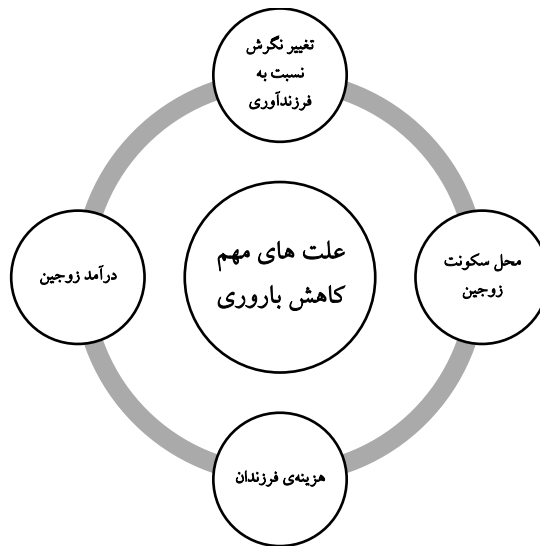 تغییر نگرش
نسبت به
فرزندآوری
علت های مهم
کاهش باروری
محل سکونت
زوجین
درآمد زوجین
هزینه‌ی فرزندان